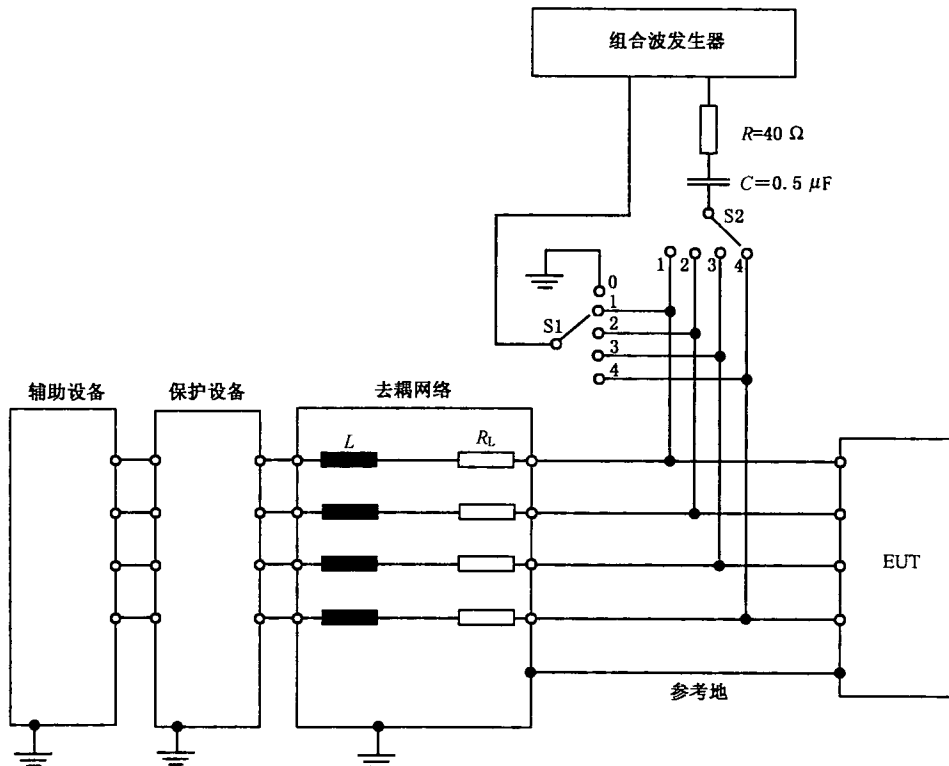 组合波发生器
R=40 Ω
C=0.5 μF
S2
1 2 3 4
0
1
S1
2
3
4
辅助设备 保护设备 去耦网络
L R_L
EUT
参考地